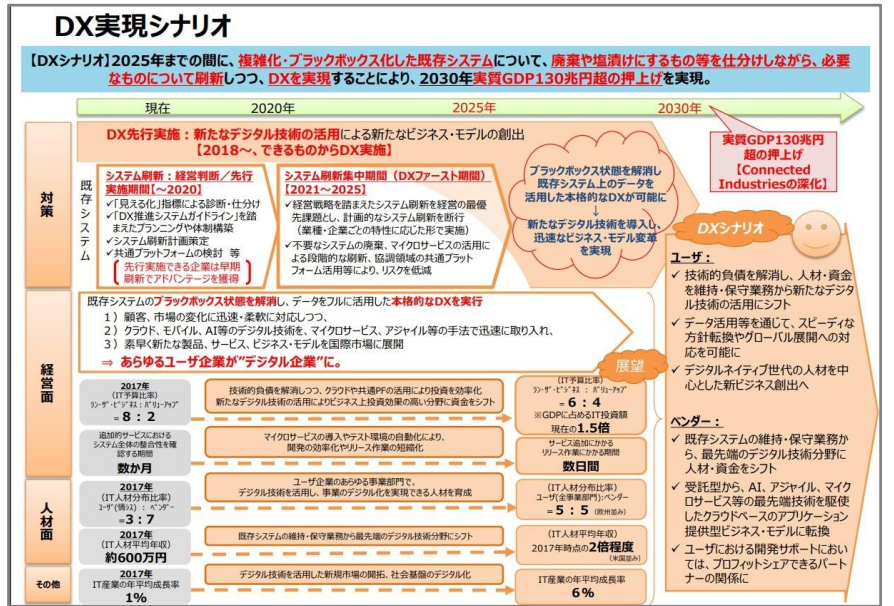 DX実現シナリオ
【DXシナリオ】2025年までの間に、複雑化・ブラックボックス化した既存システムについて、廃棄や塩漬けにするもの等を仕分けしながら、必要
なものについて刷新しつつ、DXを実現することにより、2030年実質GDP130兆円超の押上げを実現。
現在
2020年
2025年
2030年
実質GDP130兆円
超の押上げ
【Connected
Industriesの深化】
対策
DX先行実施：新たなデジタル技術の活用による新たなビジネス・モデルの創出
【2018～、できるものからDX実施】
既存システム
システム刷新：経営判断／先行
実施期間【～2020】
✓「見える化」指標による診断・仕分け
✓「DX推進システムガイドライン」を踏
まえたプランニングや体制構築
✓システム刷新計画策定
✓共通プラットフォームの検討 等
先行実施できる企業は早期
刷新でアドバンテージを獲得
システム刷新集中期間（DXファースト期間）
【2021～2025】
✓経営戦略を踏まえたシステム刷新を経営の最優
先課題とし、計画的なシステム刷新を断行
（業種・企業ごとの特性に応じた形で実施）
✓不要なシステムの廃棄、マイクロサービスの活用に
よる段階的な刷新、協調領域の共通プラット
フォーム活用等により、リスクを低減
ブラックボックス状態を解消し
既存システム上のデータを
活用した本格的なDXが可能に
↓
新たなデジタル技術を導入し、
迅速なビジネス・モデル変革
を実現
経営面
既存システムのブラックボックス状態を解消し、データをフルに活用した本格的なDXを実行
1）顧客、市場の変化に迅速・柔軟に対応しつつ、
2）クラウド、モバイル、AI等のデジタル技術を、マイクロサービス、アジャイル等の手法で迅速に取り入れ、
3）素早く新たな製品、サービス、ビジネス・モデルを国際市場に展開
⇒ あらゆるユーザ企業が”デジタル企業”に。
展望
2017年
（IT予算比率）
ラン・ザ・ビジネス：バリューアップ
＝8：2
技術的負債を解消しつつ、クラウドや共通PFの活用により投資を効率化
新たなデジタル技術の活用によりビジネス上投資効果の高い分野に資金をシフト
（IT予算比率）
ラン・ザ・ビジネス：バリューアップ
＝6：4
※GDPに占めるIT投資額
現在の1.5倍
追加的サービスにおける
システム全体の整合性を確
認する期間
数か月
マイクロサービスの導入やテスト環境の自動化により、
開発の効率化やリリース作業の短縮化
サービス追加にかかる
リリース作業にかかる期間
数日間
人材面
2017年
（IT人材分布比率）
ユーザ(情シス)：ベンダー
＝3：7
ユーザ企業のあらゆる事業部門で、
デジタル技術を活用し、事業のデジタル化を実現できる人材を育成
（IT人材分布比率）
ユーザ(全事業部門):ベンダー
＝5：5（欧州並み）
2017年
（IT人材平均年収）
約600万円
既存システムの維持・保守業務から最先端のデジタル技術分野にシフト
（IT人材平均年収）
2017年時点の2倍程度
（米国並み）
その他
2017年
IT産業の年平均成長率
1%
デジタル技術を活用した新規市場の開拓、社会基盤のデジタル化
IT産業の年平均成長率
6%
DXシナリオ
ユーザ：
✓ 技術的負債を解消し、人材・資金
を維持・保守業務から新たなデジ
タル技術の活用にシフト
✓ データ活用等を通じて、スピーディな
方針転換やグローバル展開への対
応を可能に
✓ デジタルネイティブ世代の人材を中
心とした新ビジネス創出へ
ベンダー：
✓ 既存システムの維持・保守業務か
ら、最先端のデジタル技術分野に
人材・資金をシフト
✓ 受託型から、AI、アジャイル、マイク
ロサービス等の最先端技術を駆使し
たクラウドベースのアプリケーション
提供型ビジネス・モデルに転換
✓ ユーザにおける開発サポートにおい
ては、プロフィットシェアできるパート
ナーの関係に